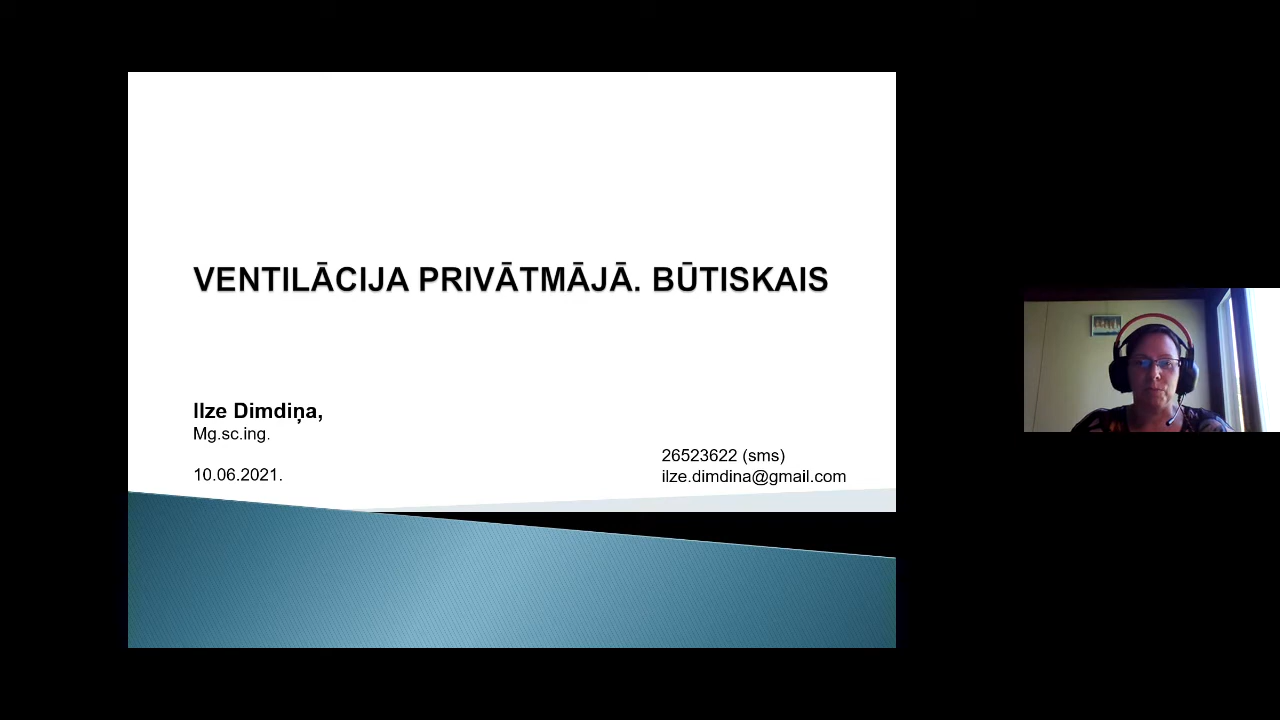 VENTILĀCIJA PRIVĀTMĀJĀ. BŪTISKAIS
Ilze Dimdiņa,
Mg.sc.ing.
10.06.2021.
26523622 (sms)
ilze.dimdina@gmail.com